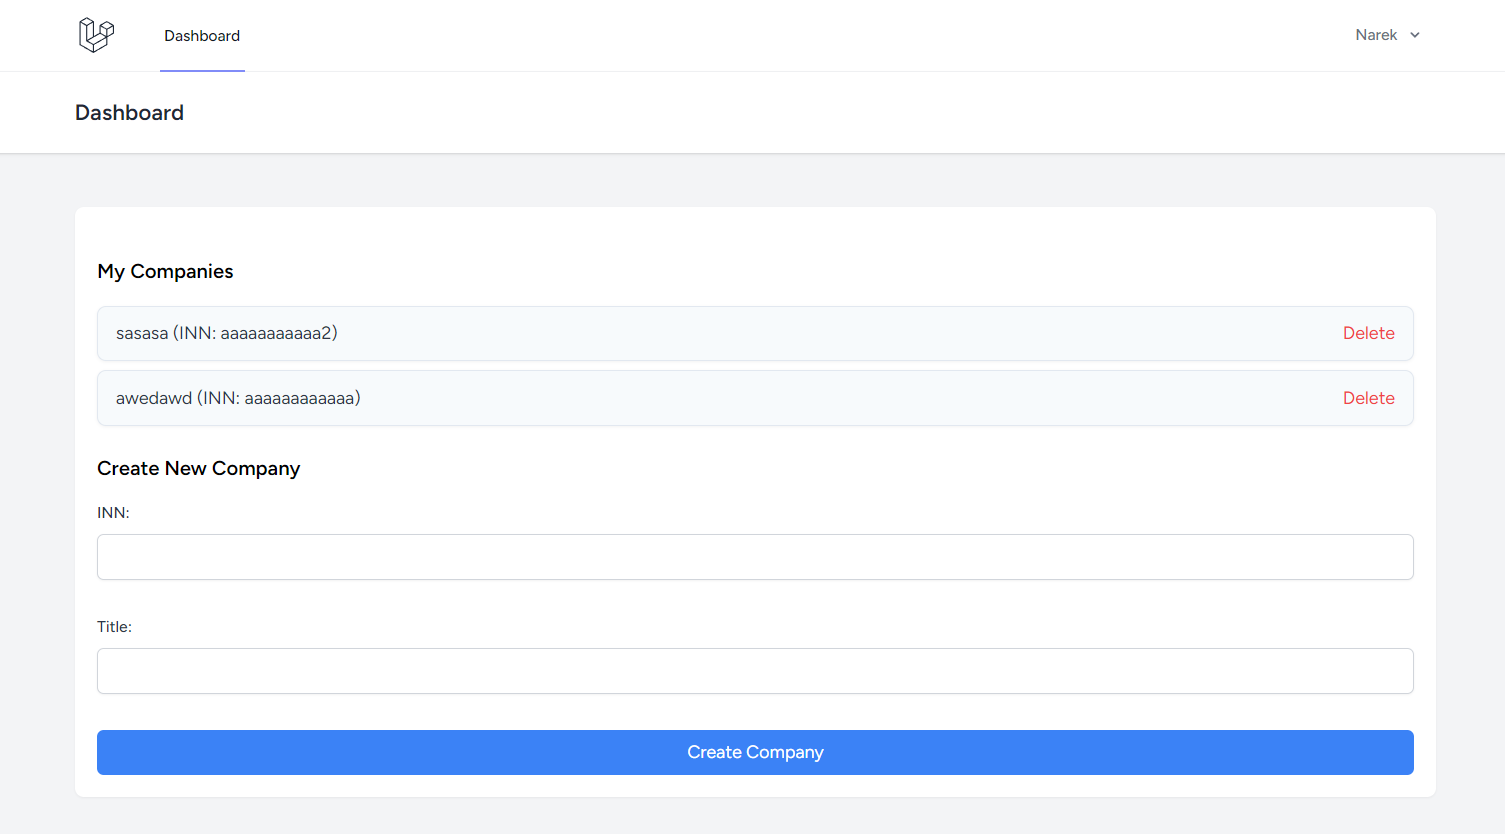 Dashboard
Narek
Dashboard
My Companies
sasasa (INN: aaaaaaaaaaa2)
Delete
awedawd (INN: aaaaaaaaaaaa)
Delete
Create New Company
INN:
Title:
Create Company